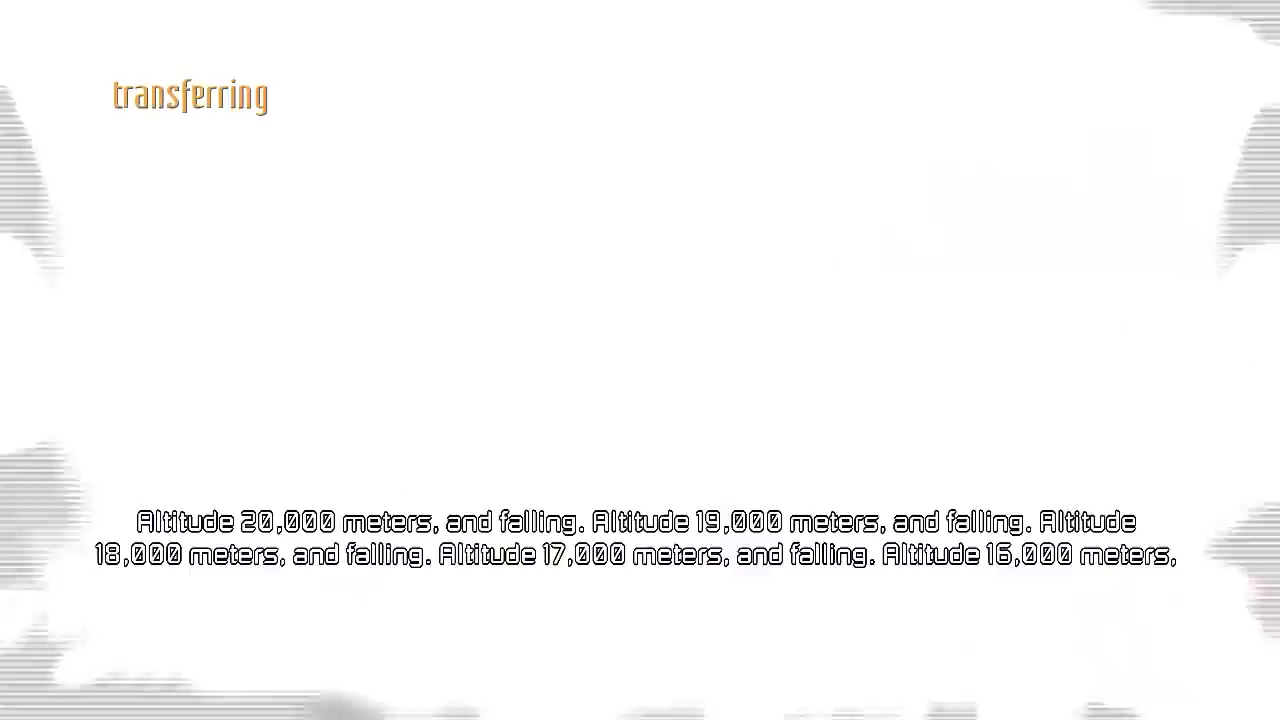 transferring
Altitude 20,000 meters, and falling. Altitude 19,000 meters, and falling. Altitude
18,000 meters, and falling. Altitude 17,000 meters, and falling. Altitude 16,000 meters,